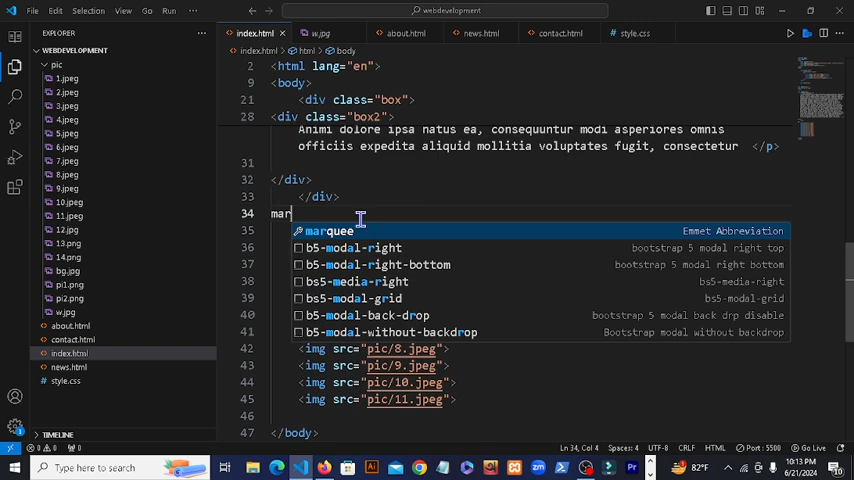 File Edit Selection View Go Run ... webdevelopment
EXPLORER ...
index.html w.jpg about.html news.html contact.html style.css
index.html > html > body
WEBDEVELOPMENT
pic
1.jpeg
2.jpeg
3.jpeg
4.jpeg
5.jpeg
6.jpeg
7.jpeg
8.jpeg
9.jpeg
10.jpeg
11.jpeg
12.jpg
13.png
14.png
bg.jpg
pi1.png
pi2.png
w.jpg
about.html
contact.html
index.html
news.html
style.css
TIMELINE
2 <html lang="en">
9 <body>
21 <div class="box">
28 <div class="box2">
Animi dolore ipsa natus ea, consequuntur modi asperiores omnis
officiis expedita aliquid mollitia voluptates fugit, consectetur </p>
31
32 </div>
33 </div>
34 mar
35 marquee Emmet Abbreviation
36 b5-modal-right bootstrap 5 modal right top
37 b5-modal-right-bottom bootstrap 5 modal right bottom
38 bs5-media-right bs5-media-right
39 bs5-modal-grid bs5-modal-grid
40 b5-modal-back-drop bootstrap 5 modal back drp disable
41 b5-modal-without-backdrop Bootstrap modal without backdrop
42 <img src="pic/8.jpeg">
43 <img src="pic/9.jpeg">
44 <img src="pic/10.jpeg">
45 <img src="pic/11.jpeg">
46
47 </body>
0 0 0 Ln 34, Col 4 Spaces: 4 UTF-8 CRLF HTML Port : 5500 Go Live
Type here to search 82°F 10:13 PM
6/21/2024